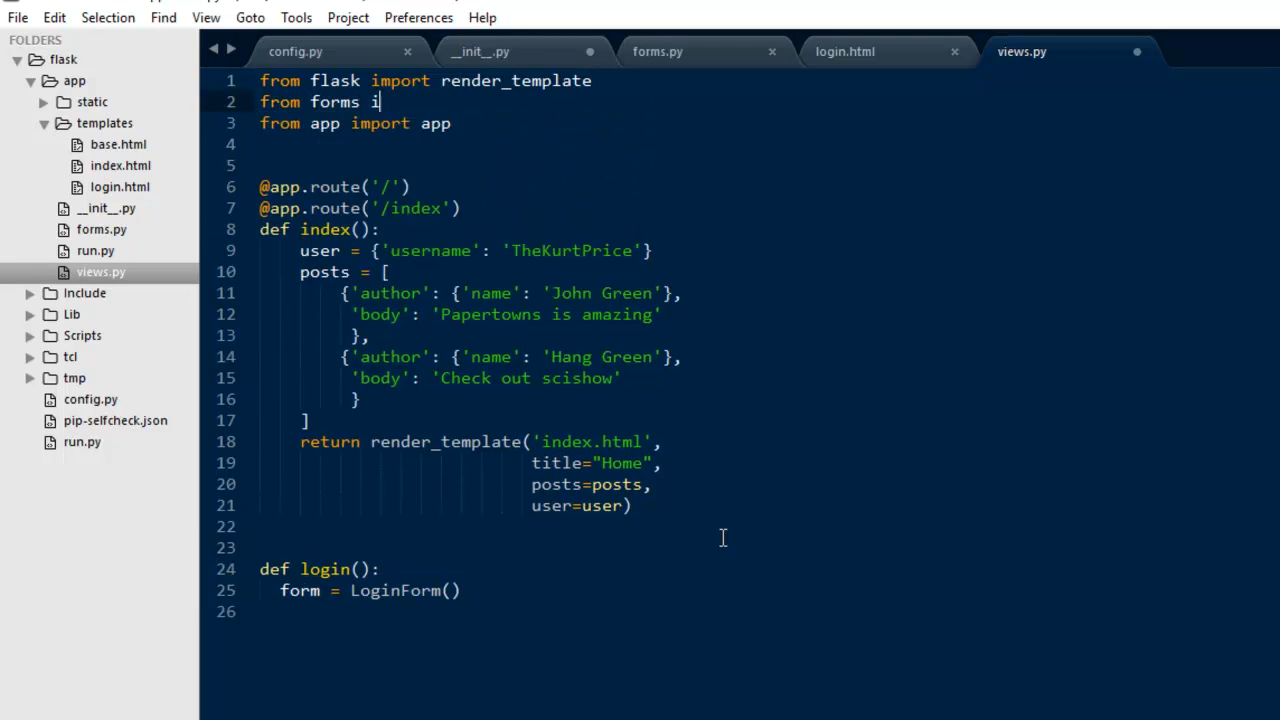 File Edit Selection Find View Goto Tools Project Preferences Help
FOLDERS
flask
app
static
templates
base.html
index.html
login.html
__init__.py
forms.py
run.py
views.py
Include
Lib
Scripts
tcl
tmp
config.py
pip-selfcheck.json
run.py
config.py × __init__.py forms.py × login.html × views.py
1 from flask import render_template
2 from forms i
3 from app import app
4
5
6 @app.route('/')
7 @app.route('/index')
8 def index():
9 user = {'username': 'TheKurtPrice'}
10 posts = [
11 {'author': {'name': 'John Green'},
12 'body': 'Papertowns is amazing'
13 },
14 {'author': {'name': 'Hang Green'},
15 'body': 'Check out scishow'
16 }
17 ]
18 return render_template('index.html',
19 title="Home",
20 posts=posts,
21 user=user)
22
23
24 def login():
25 form = LoginForm()
26